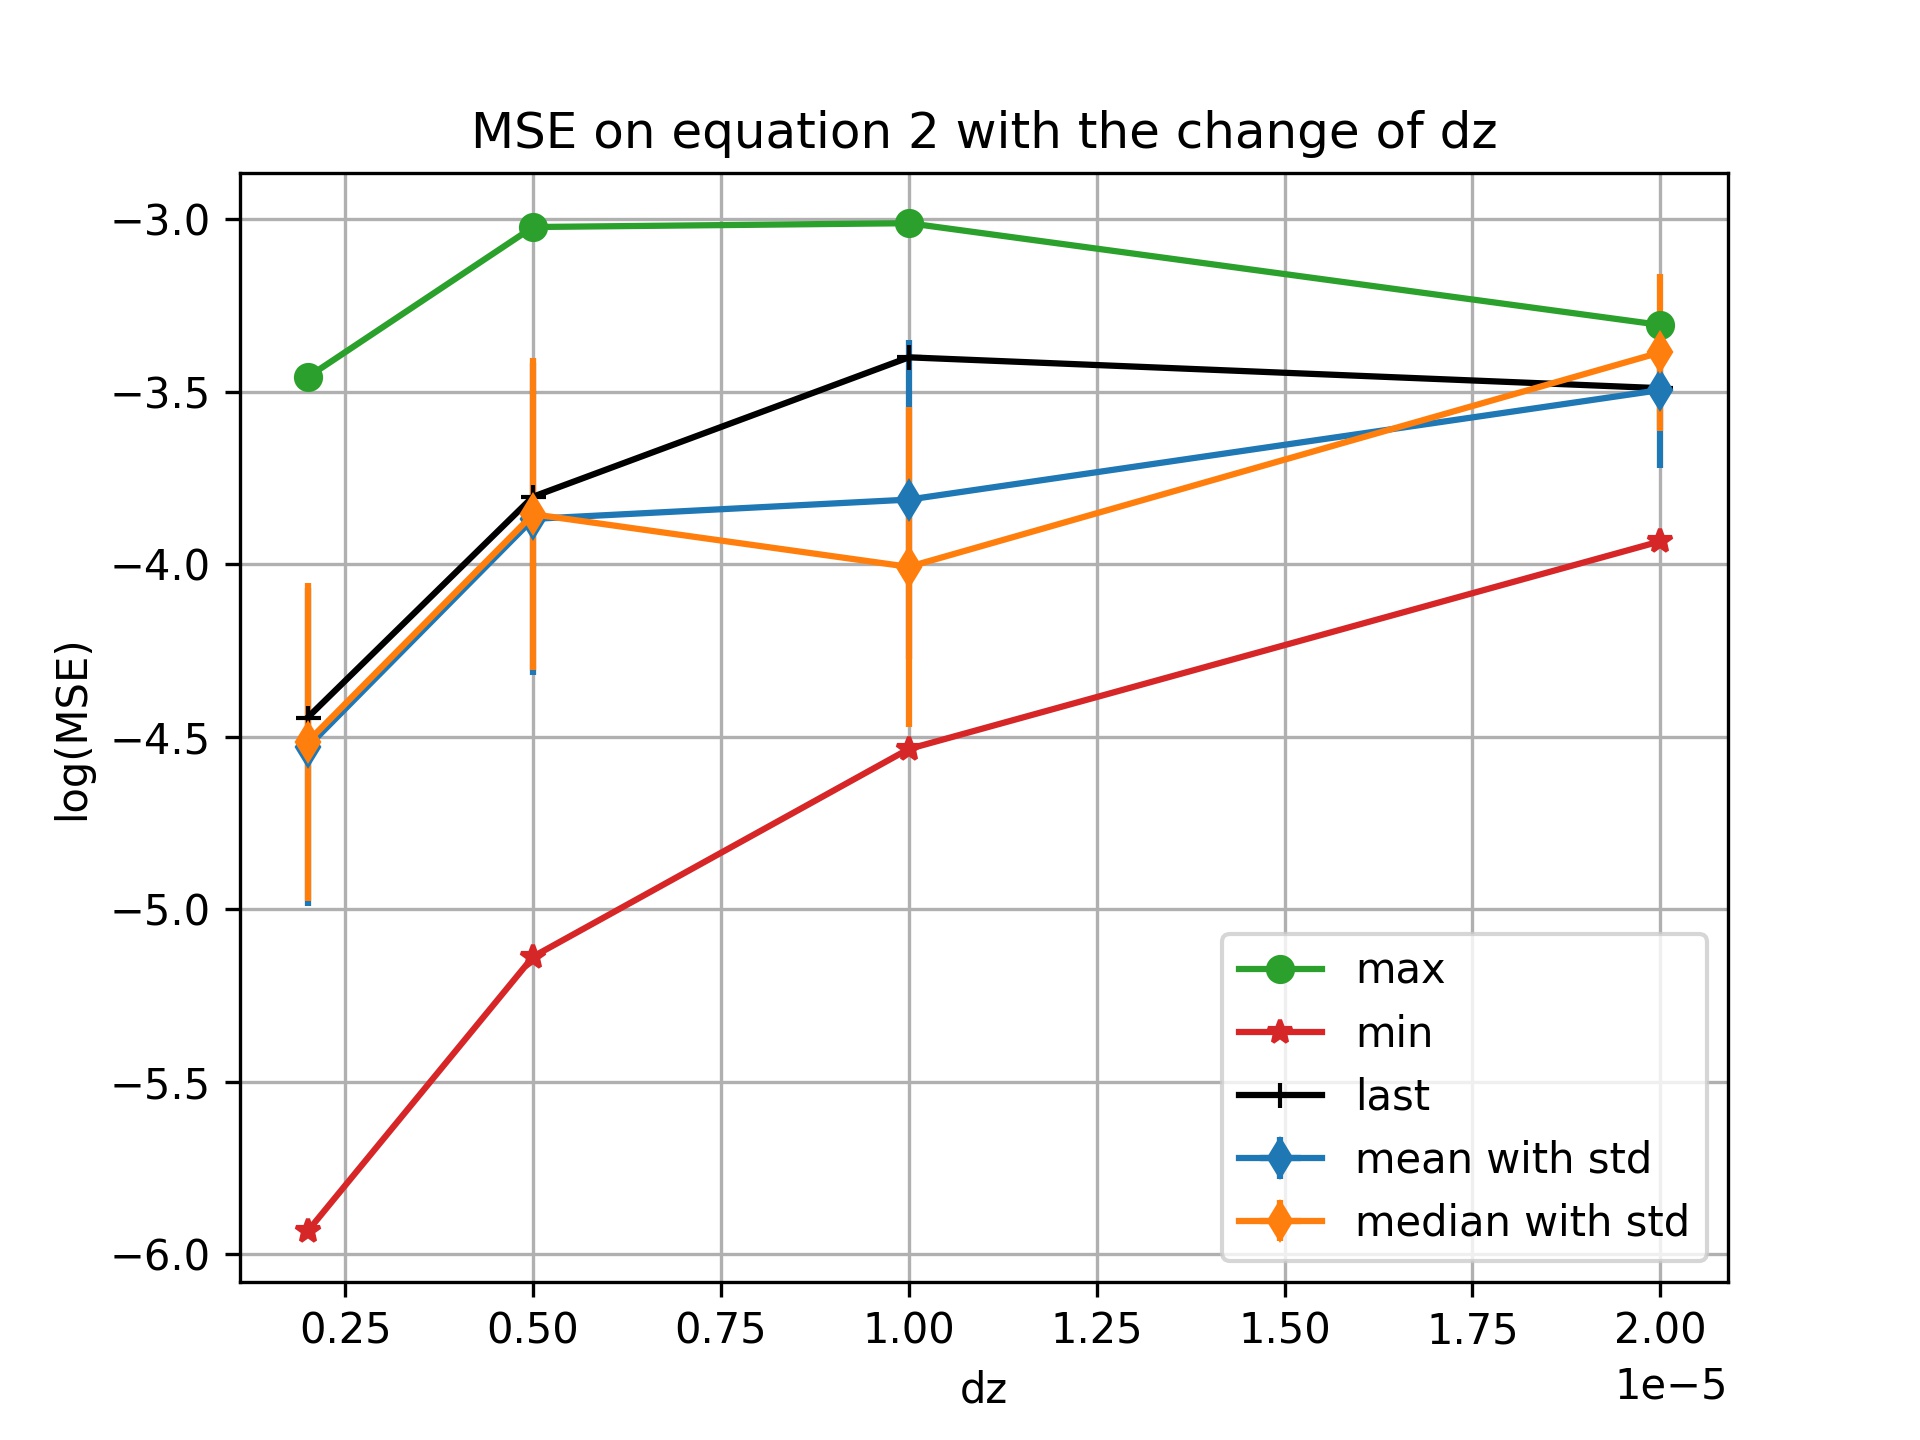 MSE on equation 2 with the change of dz
log(MSE)
−3.0
−3.5
−4.0
−4.5
−5.0
−5.5
−6.0
max
min
last
mean with std
median with std
0.25 0.50 0.75 1.00 1.25 1.50 1.75 2.00
1e−5
dz